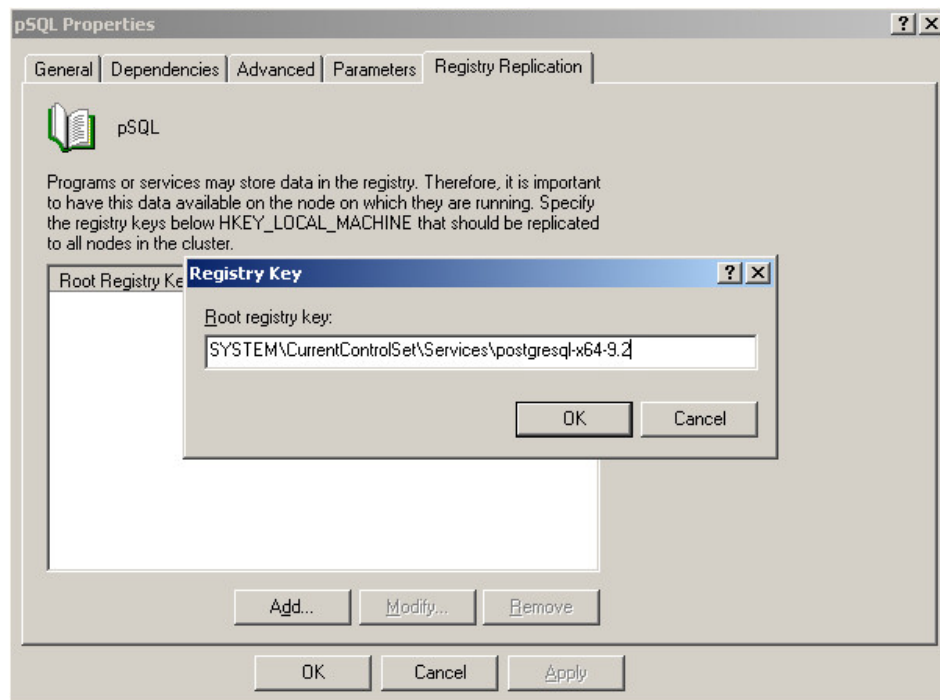 pSQL Properties
General Dependencies Advanced Parameters Registry Replication
pSQL
Programs or services may store data in the registry. Therefore, it is important
to have this data available on the node on which they are running. Specify
the registry keys below HKEY_LOCAL_MACHINE that should be replicated
to all nodes in the cluster.
Root Registry Ke
Registry Key
Root registry key:
SYSTEM\CurrentControlSet\Services\postgresql-x64-9.2
OK Cancel
Add... Modify... Remove
OK Cancel Apply